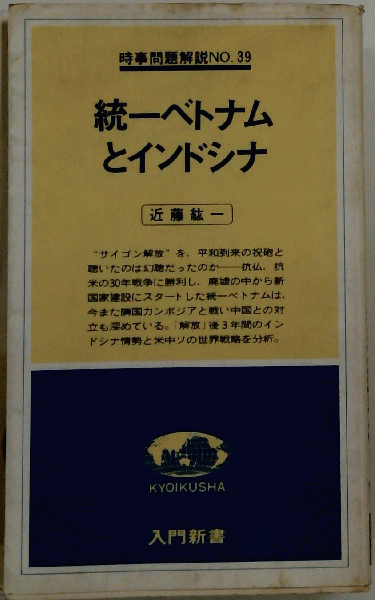 時事問題解説NO.39
統一ベトナム
とインドシナ
近藤紘一
“サイゴン解放”を、平和到来の祝砲と
聴いたのは幻聴だったのか――抗仏、抗
米の30年戦争に勝利し、廃墟の中から新
国家建設にスタートした統一ベトナムは、
今また隣国カンボジアと戦い中国との対
立も深めている。「解放」後3年間のイン
ドシナ情勢と米中ソの世界戦略を分析。
KYOIKUSHA
入門新書